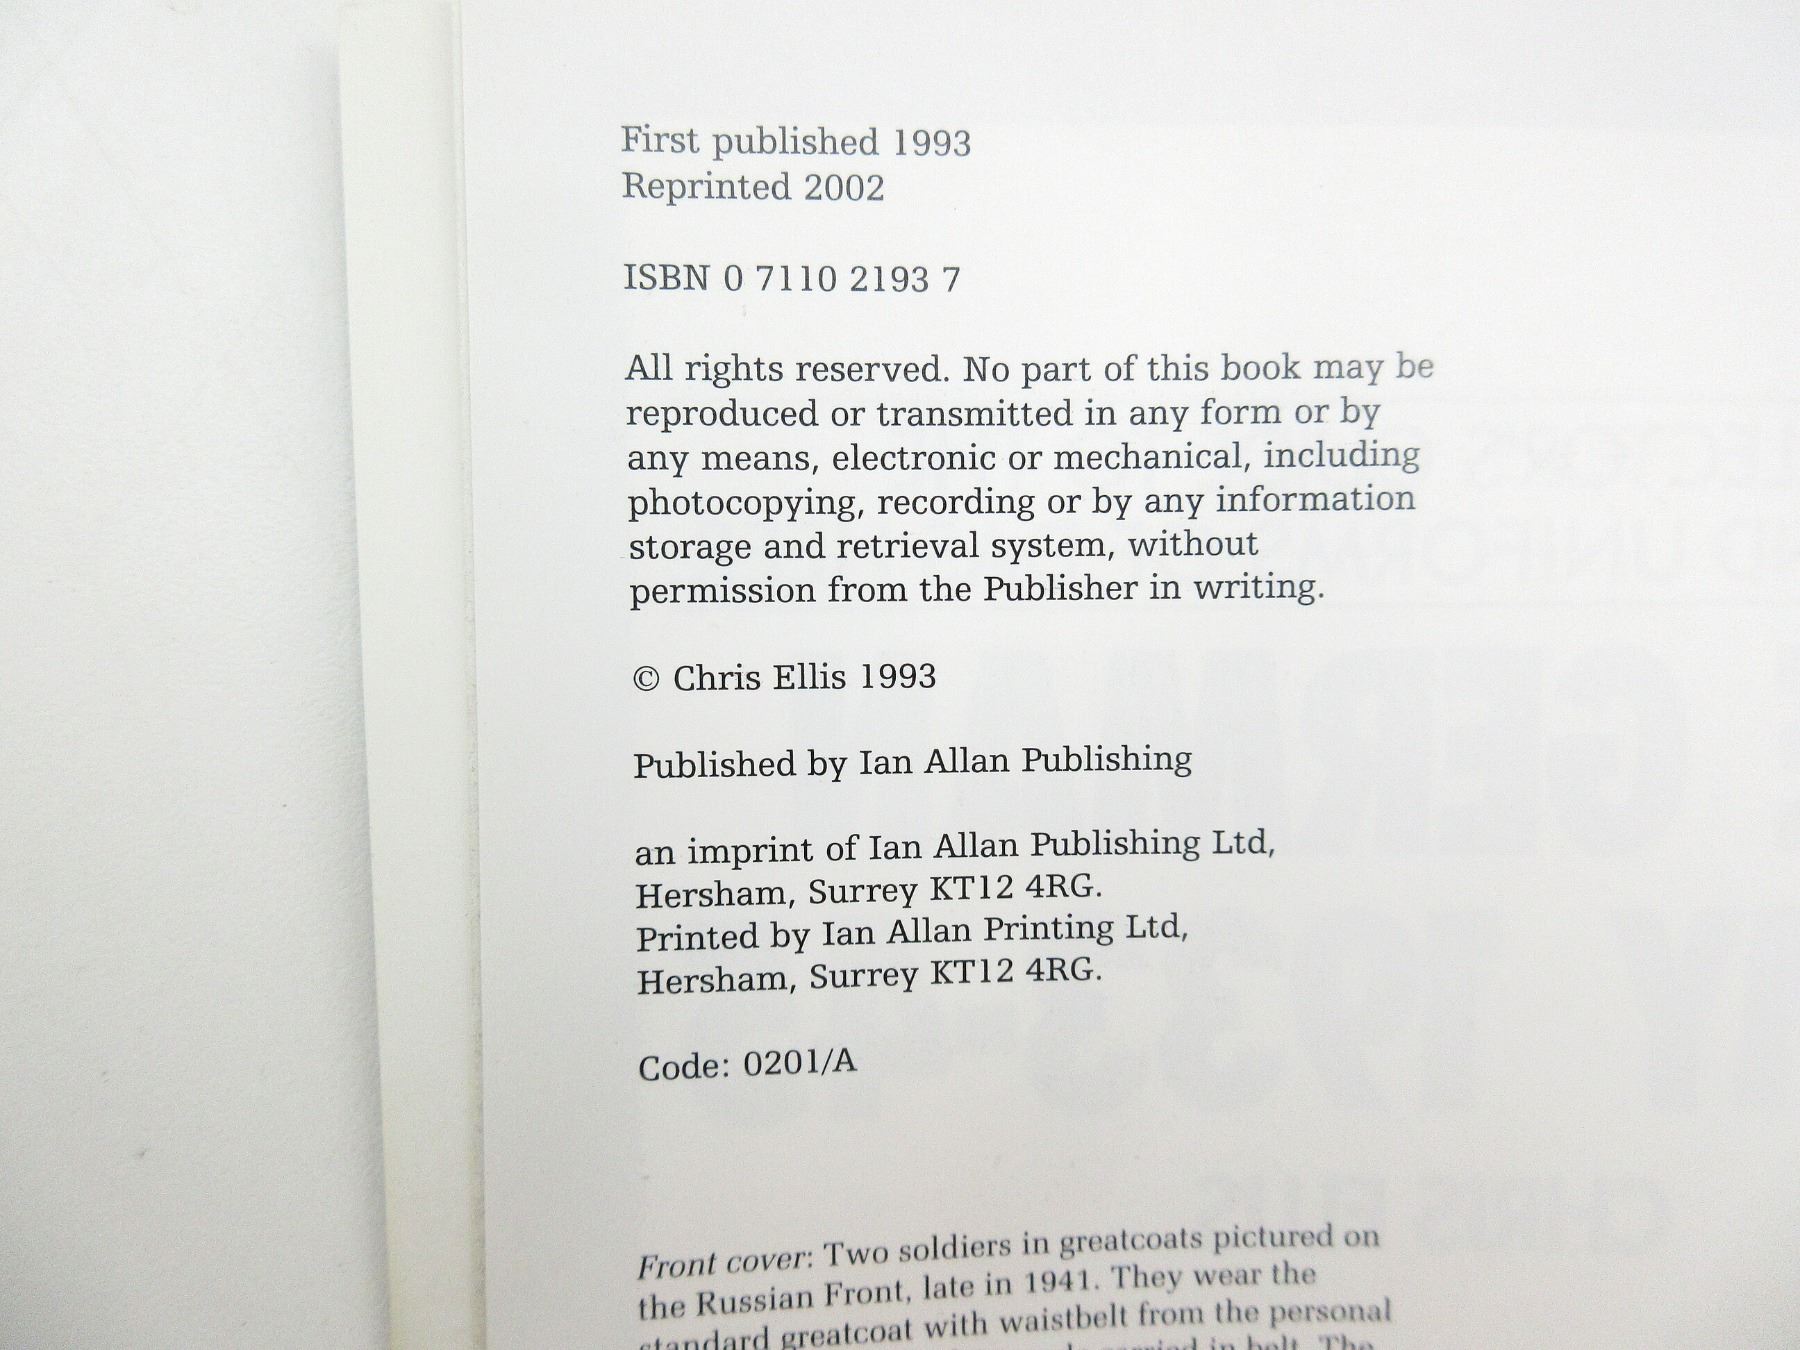 First published 1993
Reprinted 2002
ISBN 0 7110 2193 7
All rights reserved. No part of this book may be
reproduced or transmitted in any form or by
any means, electronic or mechanical, including
photocopying, recording or by any information
storage and retrieval system, without
permission from the Publisher in writing.
© Chris Ellis 1993
Published by Ian Allan Publishing
an imprint of Ian Allan Publishing Ltd,
Hersham, Surrey KT12 4RG.
Printed by Ian Allan Printing Ltd,
Hersham, Surrey KT12 4RG.
Code: 0201/A
Front cover: Two soldiers in greatcoats pictured on
the Russian Front, late in 1941. They wear the
standard greatcoat with waistbelt from the personal
carried in belt. The